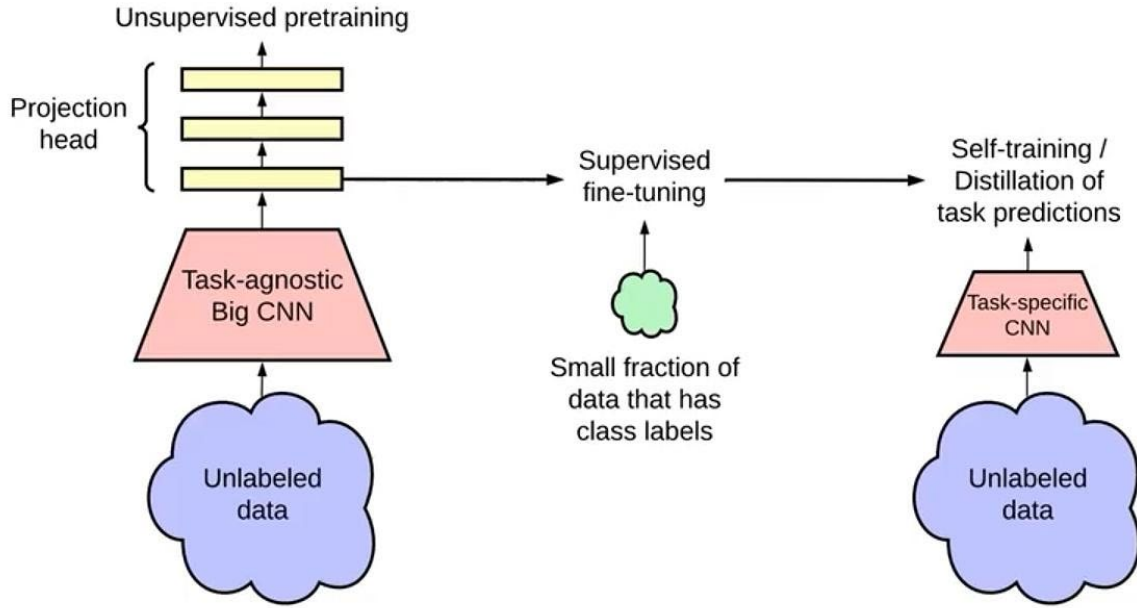 Unsupervised pretraining
Projection
head
Task-agnostic
Big CNN
Unlabeled
data
Supervised
fine-tuning
Small fraction of
data that has
class labels
Self-training /
Distillation of
task predictions
Task-specific
CNN
Unlabeled
data